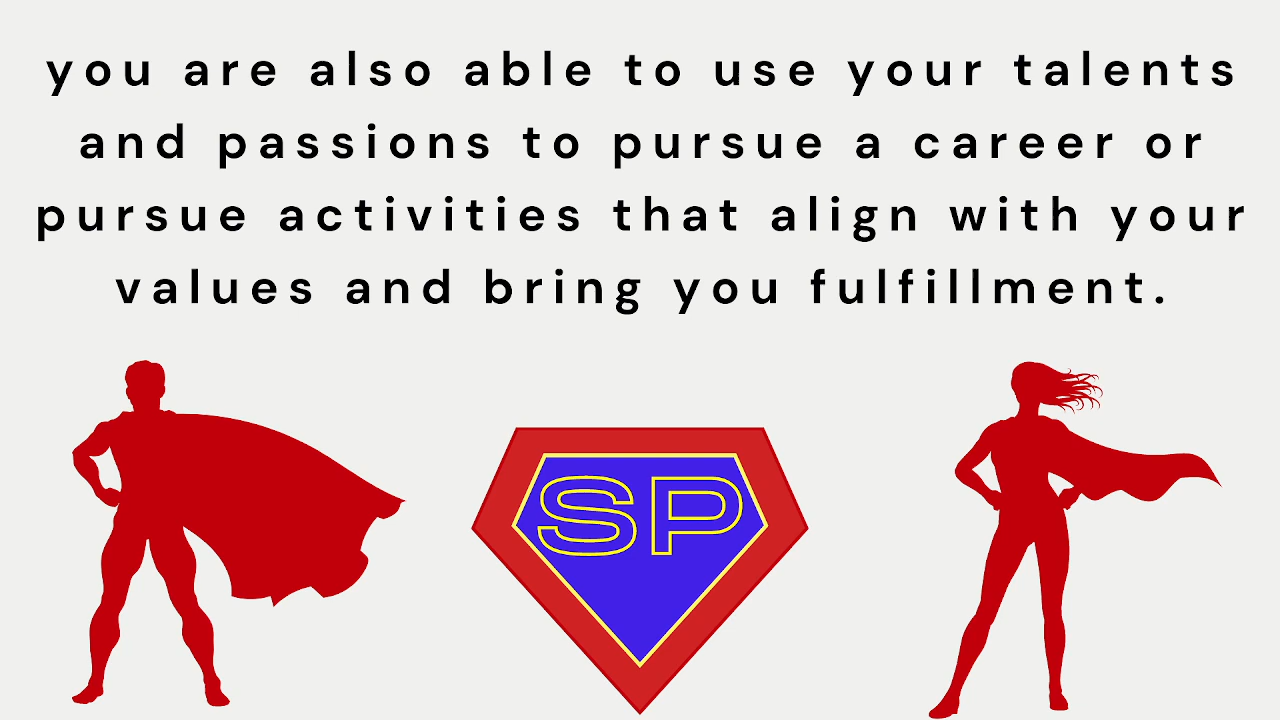 you are also able to use your talents
and passions to pursue a career or
pursue activities that align with your
values and bring you fulfillment.
SP